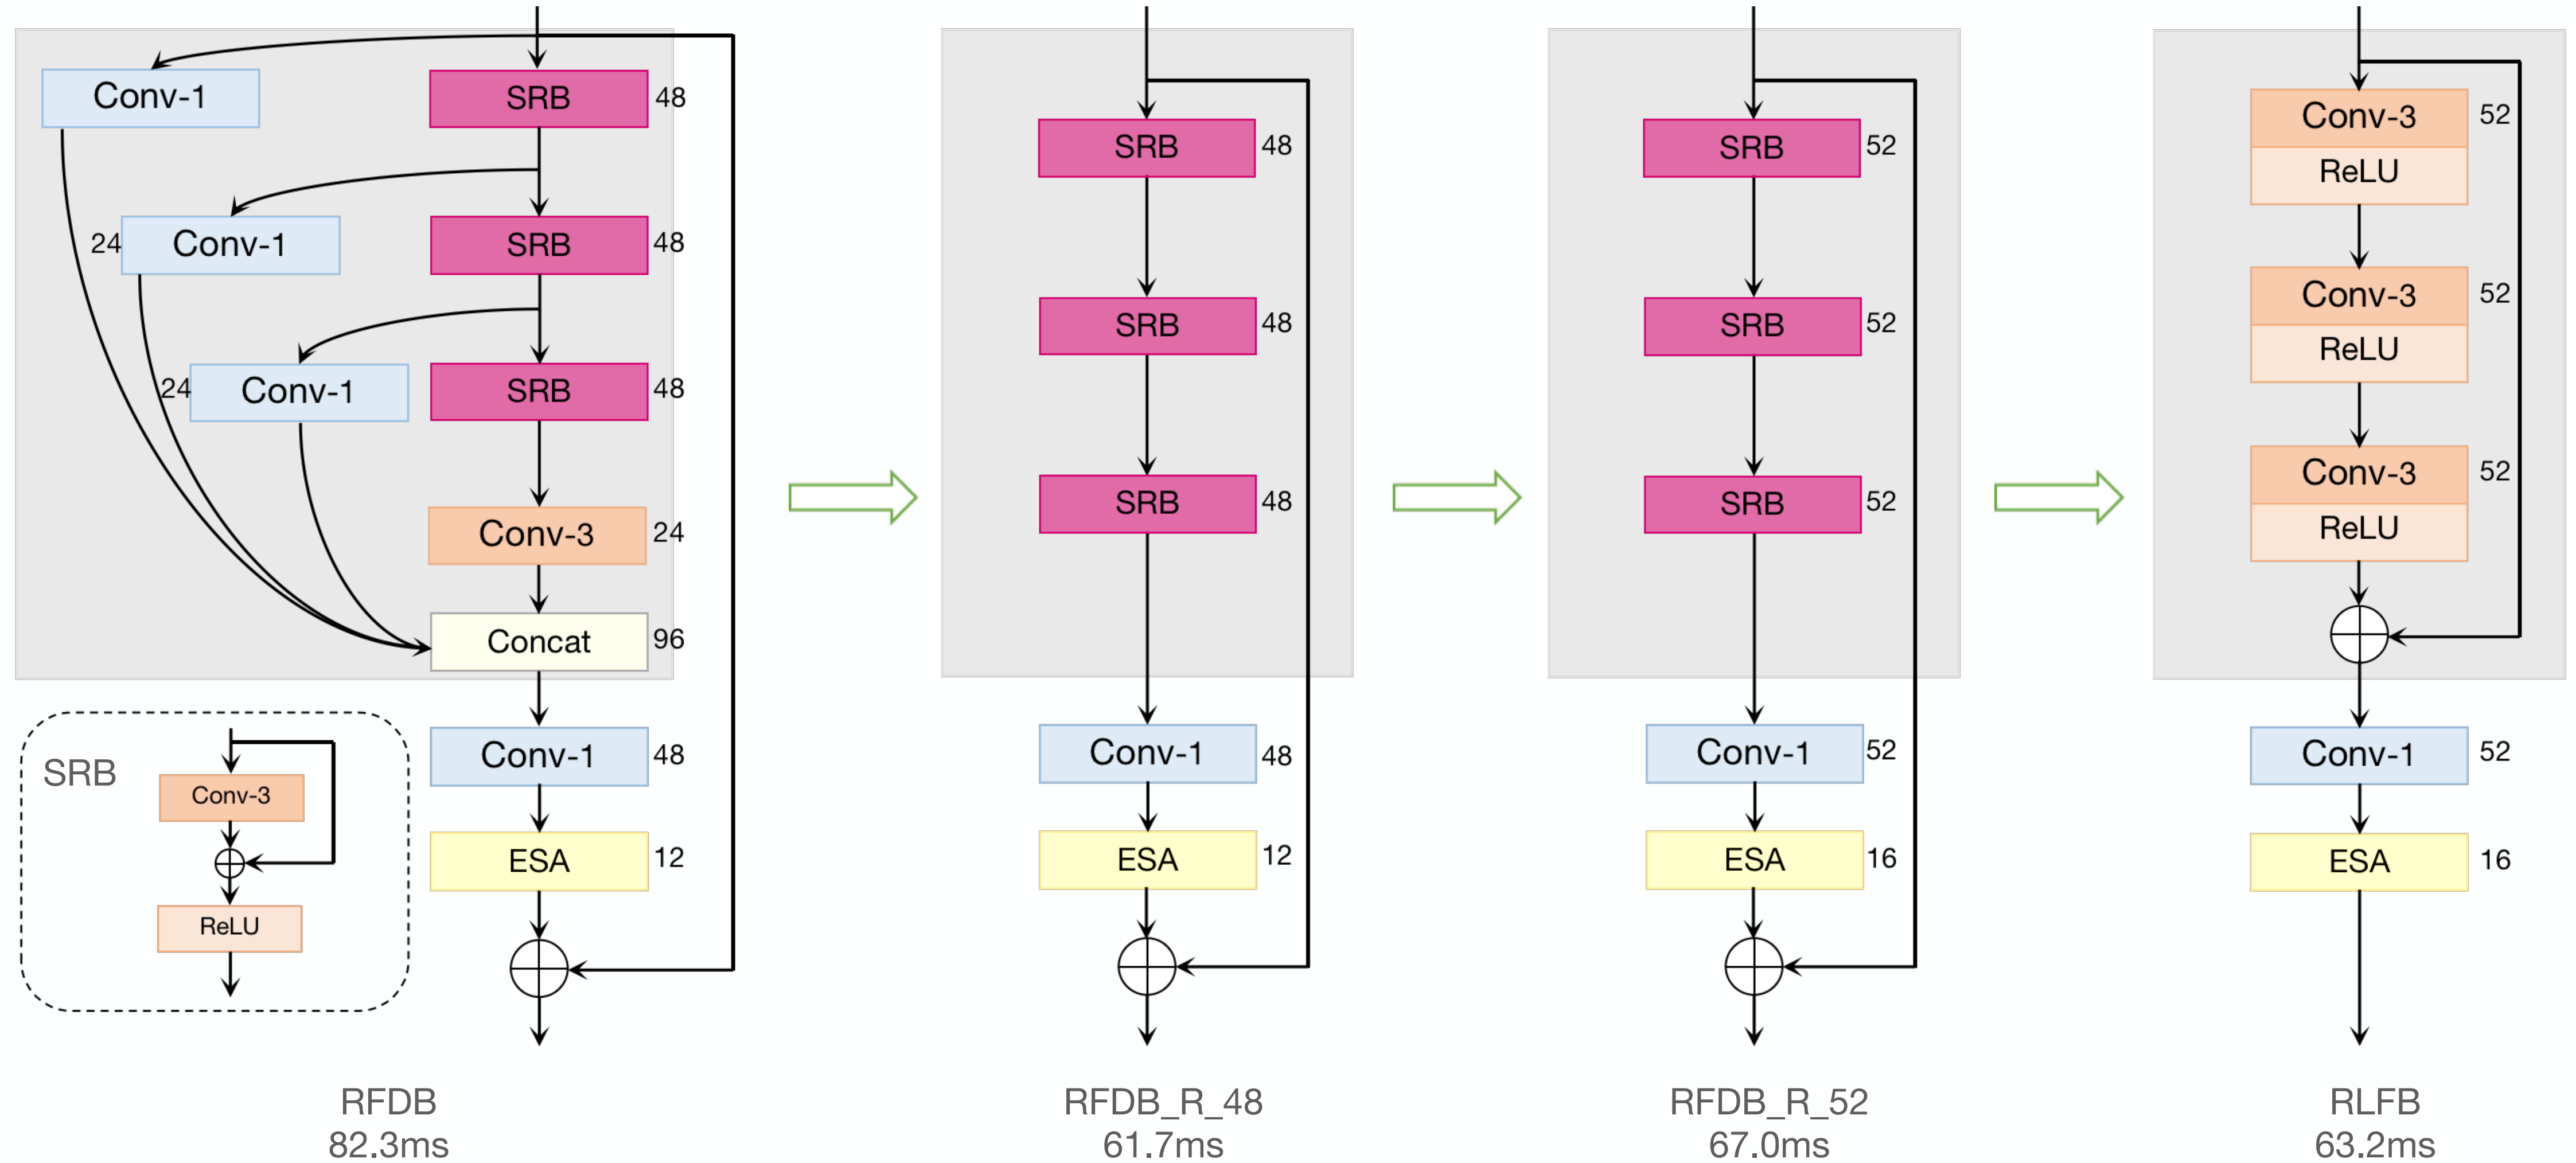 Conv-1
SRB
48
24
Conv-1
SRB
48
24
Conv-1
SRB
48
Conv-3
24
Concat
96
Conv-1
48
ESA
12
SRB
Conv-3
ReLU
RFDB
82.3ms
SRB
48
SRB
48
SRB
48
Conv-1
48
ESA
12
RFDB_R_48
61.7ms
SRB
52
SRB
52
SRB
52
Conv-1
52
ESA
16
RFDB_R_52
67.0ms
Conv-3
52
ReLU
Conv-3
52
ReLU
Conv-3
52
ReLU
Conv-1
52
ESA
16
RLFB
63.2ms